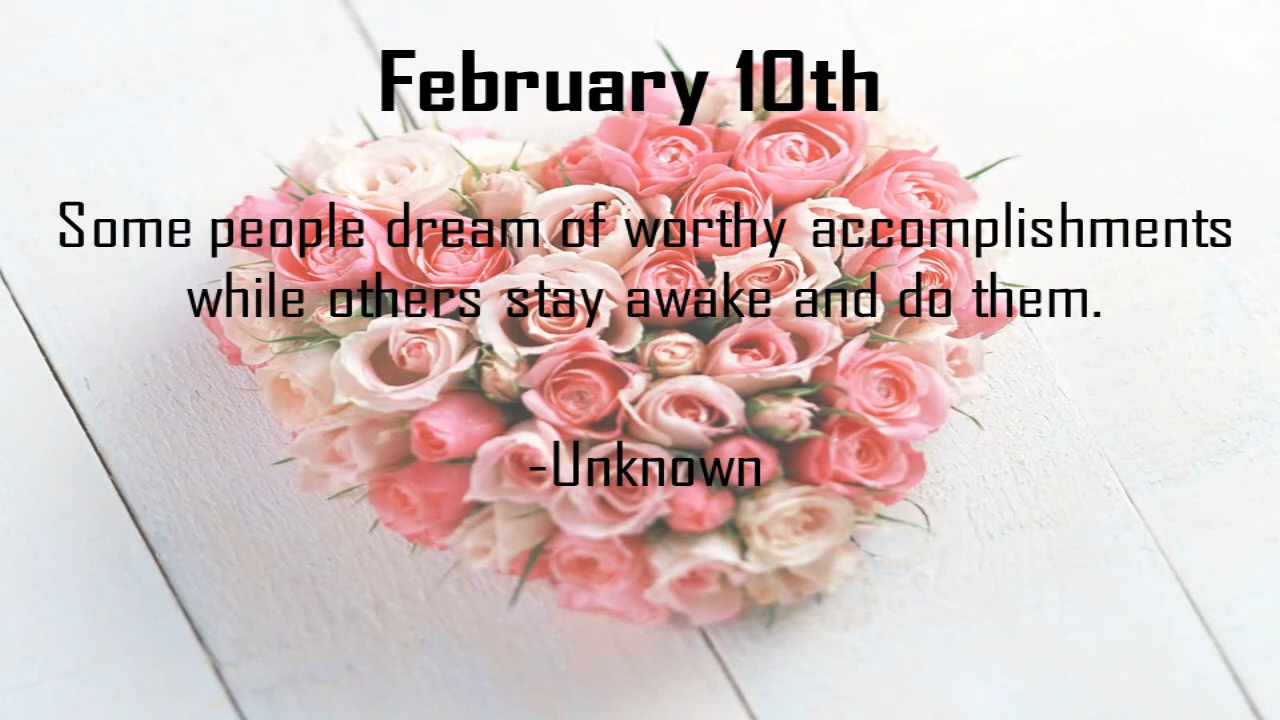 February 10th
Some people dream of worthy accomplishments
while others stay awake and do them.
-Unknown